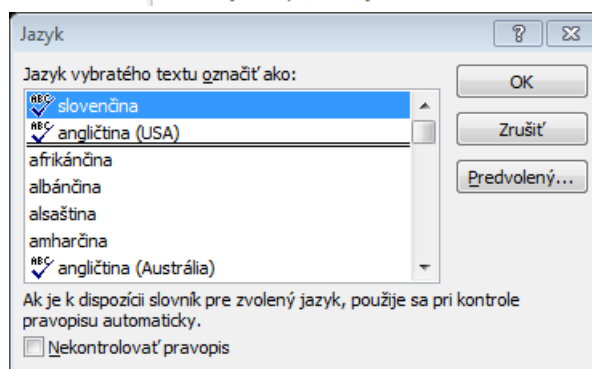 Jazyk
Jazyk vybratého textu označiť ako:
slovenčina
angličtina (USA)
afrikánčina
albánčina
alsaština
amharčina
angličtina (Austrália)
OK
Zrušiť
Predvolený...
Ak je k dispozícii slovník pre zvolený jazyk, použije sa pri kontrole
pravopisu automaticky.
Nekontrolovať pravopis